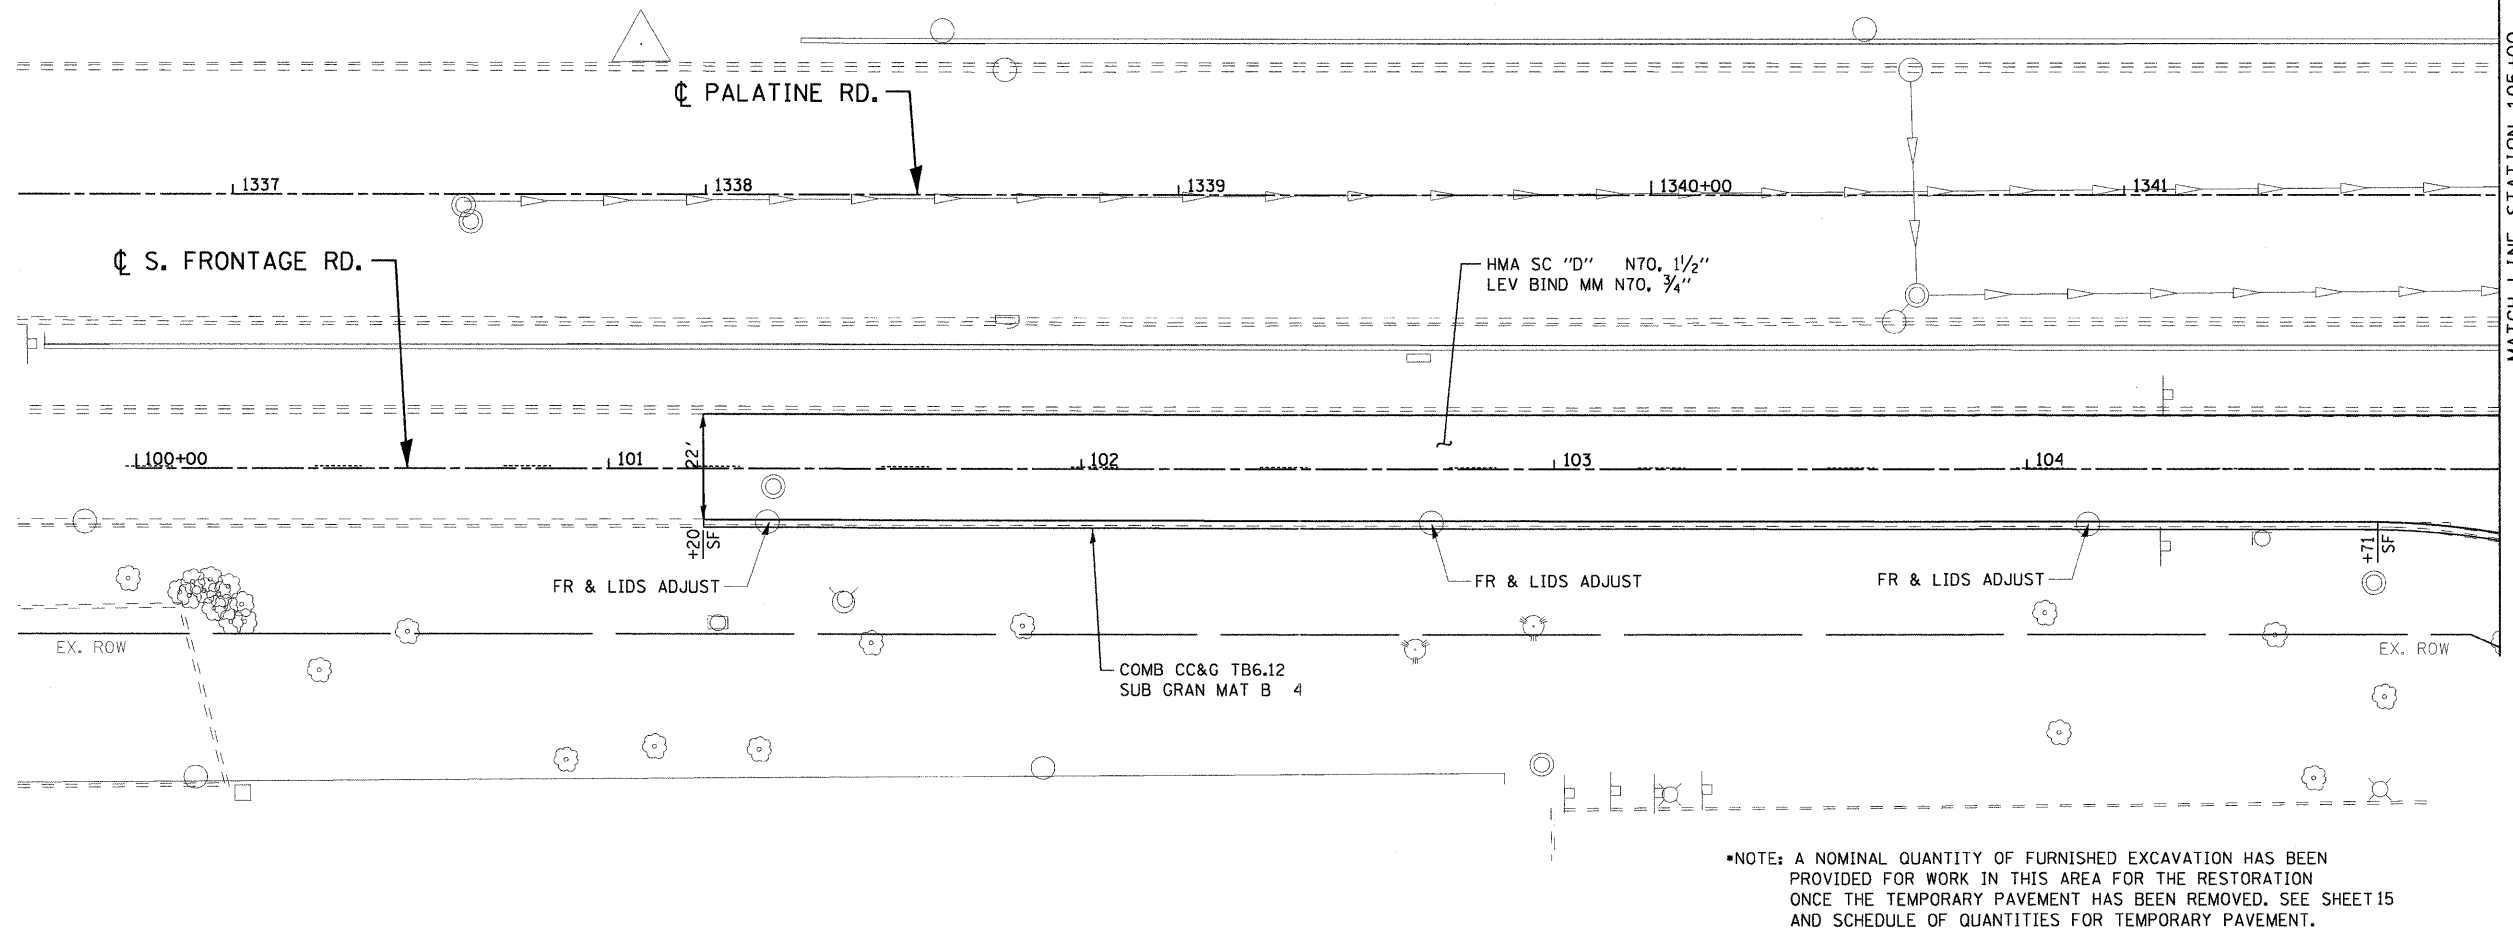 ℄ PALATINE RD.
1337
1338
1339
1340+00
1341
℄ S. FRONTAGE RD.
HMA SC "D" N70, 1 1/2"
LEV BIND MM N70, 3/4"
100+00
101
22'
102
103
104
+20
SF
+71
SF
FR & LIDS ADJUST
FR & LIDS ADJUST
FR & LIDS ADJUST
EX. ROW
EX. ROW
COMB CC&G TB6.12
SUB GRAN MAT B 4
*NOTE: A NOMINAL QUANTITY OF FURNISHED EXCAVATION HAS BEEN
PROVIDED FOR WORK IN THIS AREA FOR THE RESTORATION
ONCE THE TEMPORARY PAVEMENT HAS BEEN REMOVED. SEE SHEET 15
AND SCHEDULE OF QUANTITIES FOR TEMPORARY PAVEMENT.